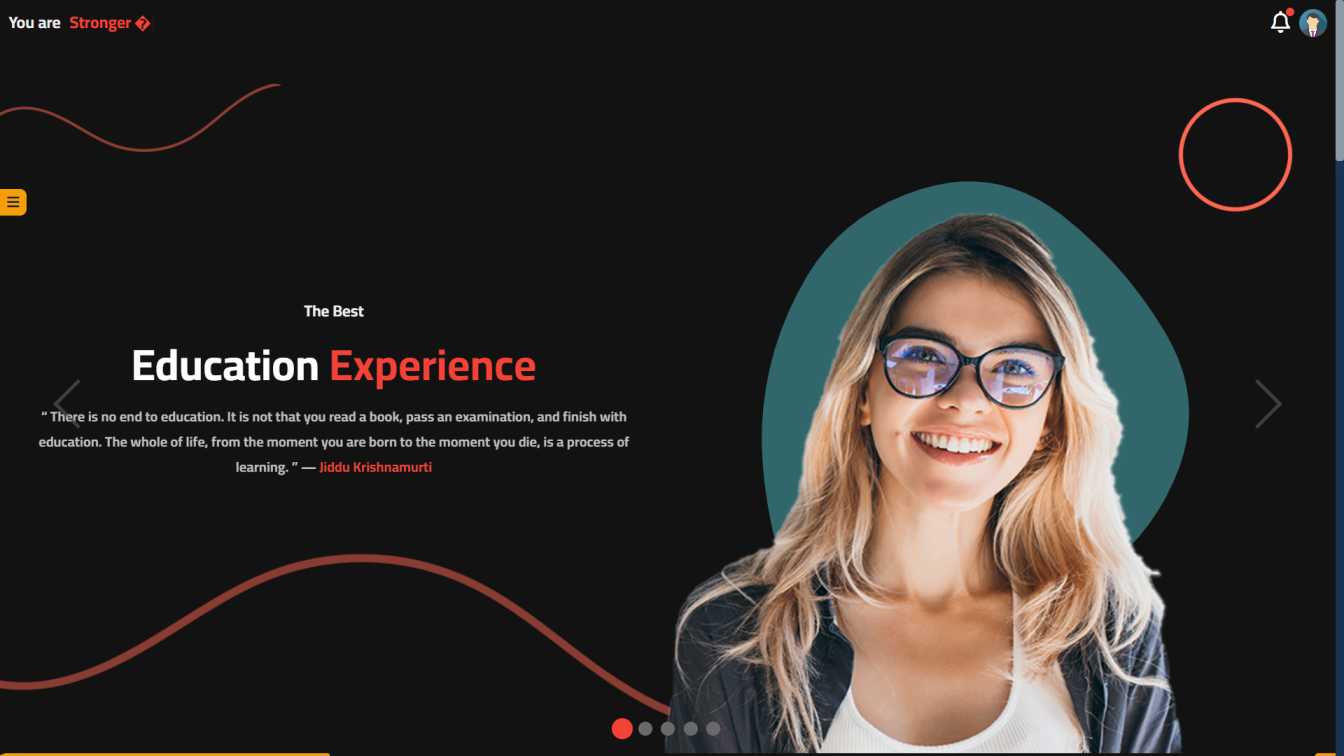 You are Stronger �
The Best
Education Experience
“ There is no end to education. It is not that you read a book, pass an examination, and finish with
education. The whole of life, from the moment you are born to the moment you die, is a process of
learning. ” — Jiddu Krishnamurti